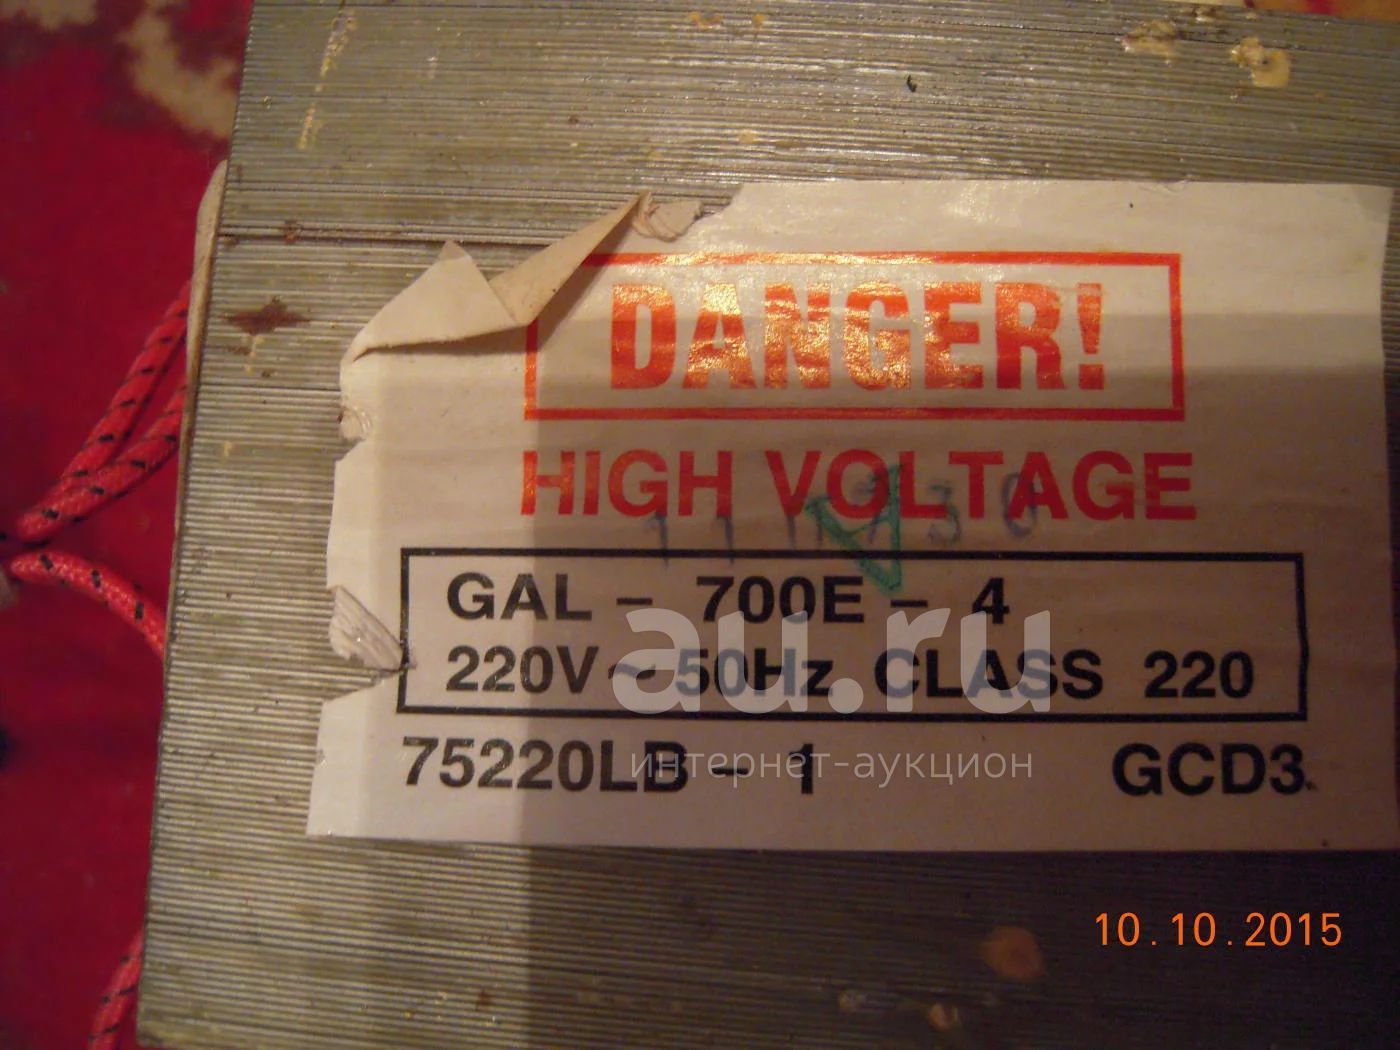 DANGER!
HIGH VOLTAGE
GAL – 700E – 4
220V ~ 50Hz CLASS 220
75220LB – 1 GCD3
au.ru
интернет-аукцион
10.10.2015